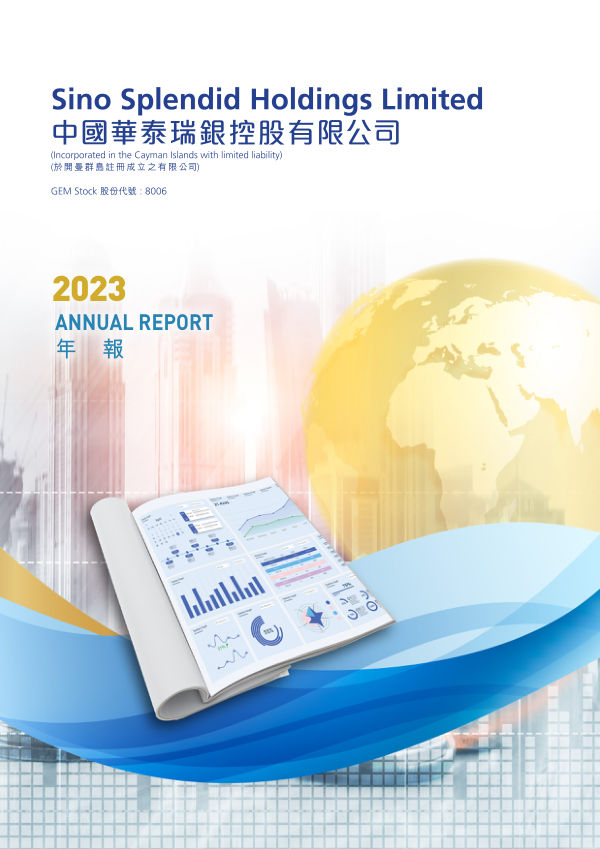 Sino Splendid Holdings Limited
中國華泰瑞銀控股有限公司
(Incorporated in the Cayman Islands with limited liability)
(於開曼群島註冊成立之有限公司)
GEM Stock 股份代號 : 8006
2023
ANNUAL REPORT
年 報
75%